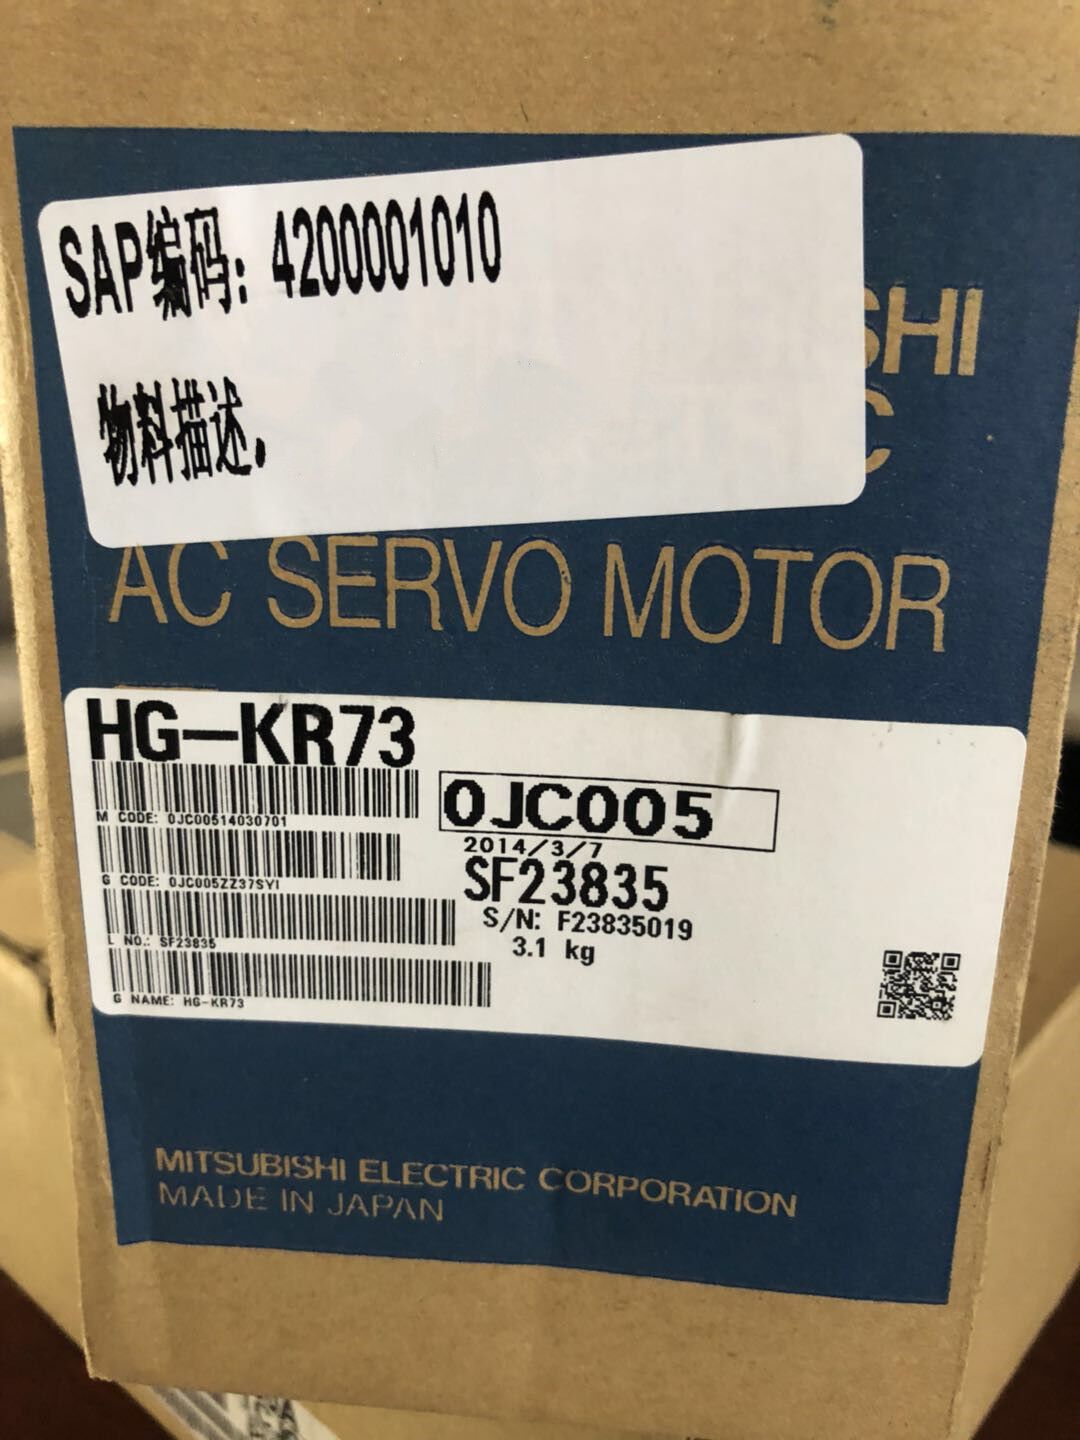 SAP编码: 4200001010
物料描述,
SHI
C
AC SERVO MOTOR
HG-KR73
M CODE: 0JC00514030701
0JC005
2014/3/7
G CODE: 0JC005ZZ37SYI
SF23835
S/N: F23835019
L NO.: SF23835
3.1 kg
G NAME: HG-KR73
MITSUBISHI ELECTRIC CORPORATION
MADE IN JAPAN